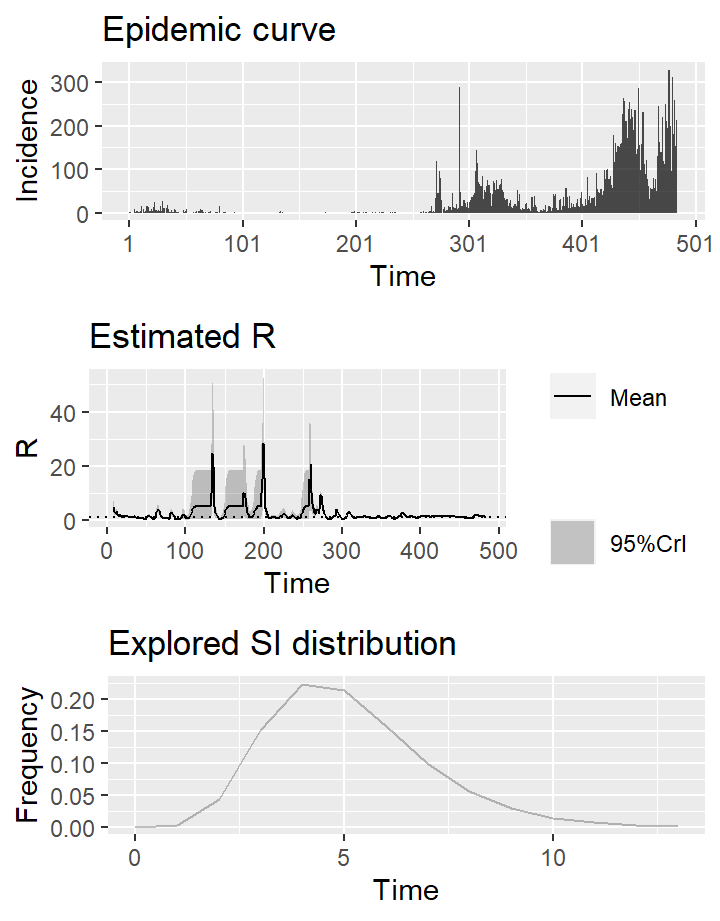 Epidemic curve
Incidence
300
200
100
0
1 101 201 301 401 501
Time
Estimated R
R
40
20
0
0 100 200 300 400 500
Time
Mean
95%CrI
Explored SI distribution
Frequency
0.20
0.15
0.10
0.05
0.00
0 5 10
Time